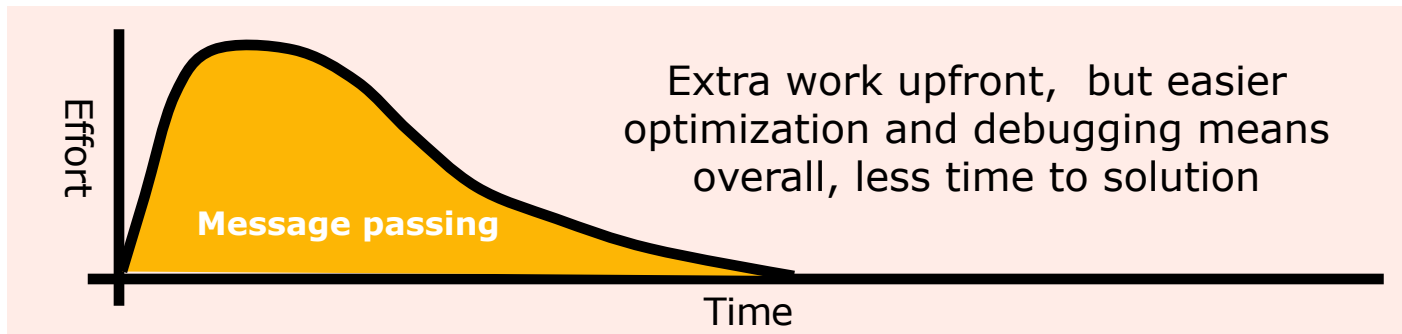 Effort
Extra work upfront,  but easier
optimization and debugging means
overall, less time to solution
Message passing
Time